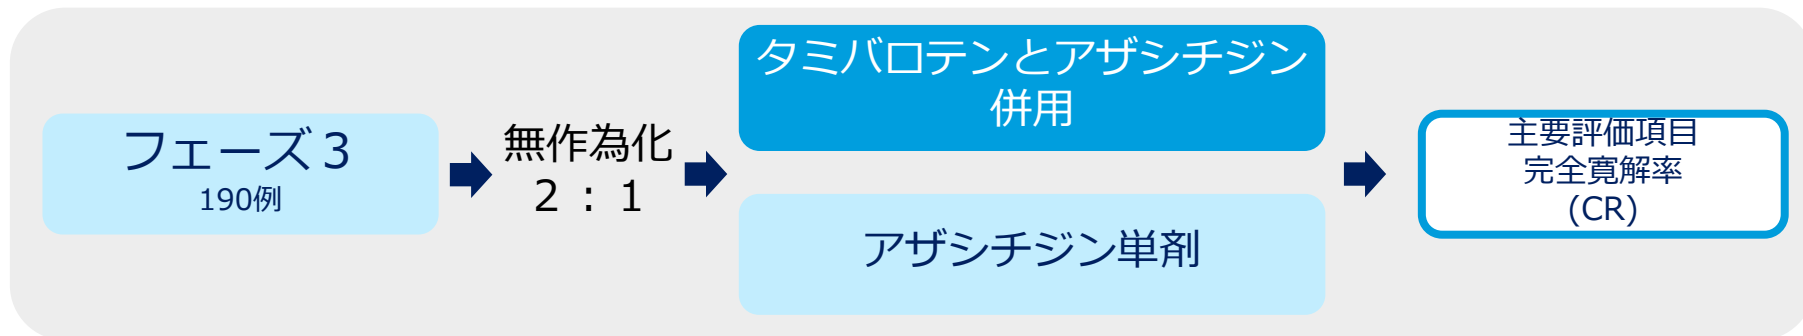 フェーズ３
190例
無作為化
２：１
タミバロテンとアザシチジン
併用
アザシチジン単剤
主要評価項目
完全寛解率
(CR)